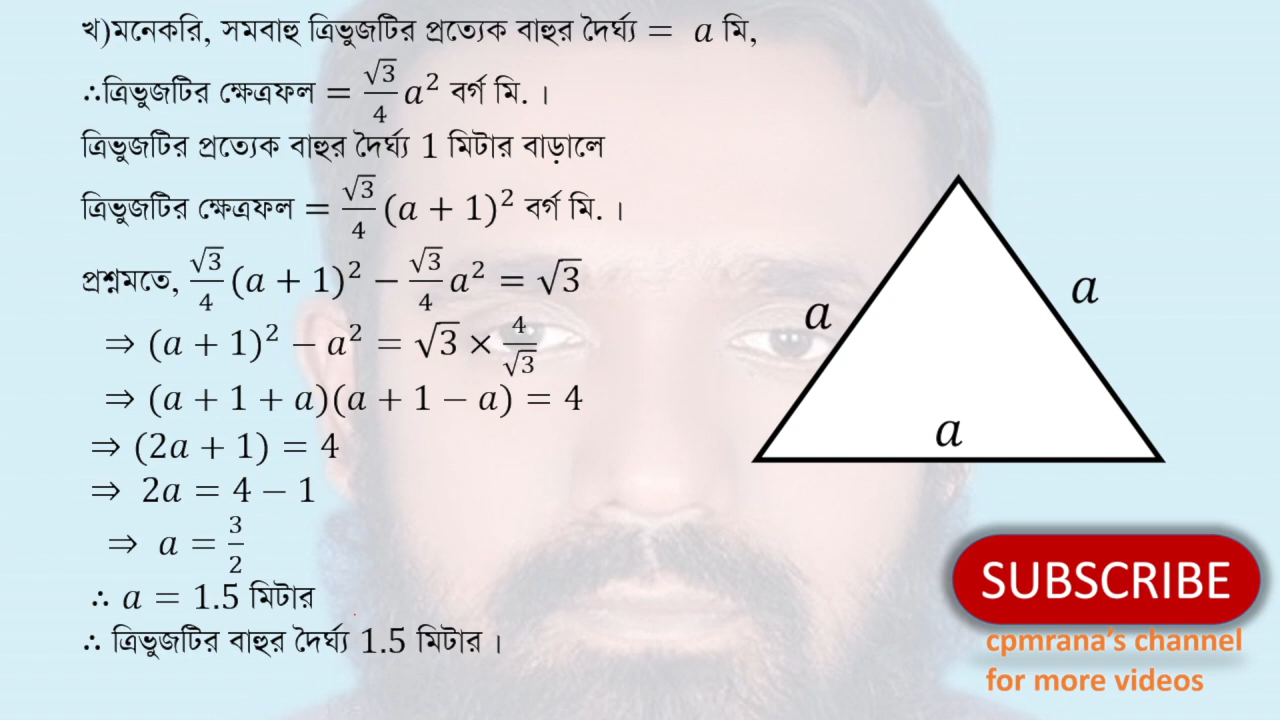 খ)মনেকরি, সমবাহু ত্রিভুজটির প্রত্যেক বাহুর দৈর্ঘ্য = a মি,
∴ত্রিভুজটির ক্ষেত্রফল = √3/4 a² বর্গ মি. ।
ত্রিভুজটির প্রত্যেক বাহুর দৈর্ঘ্য 1 মিটার বাড়ালে
ত্রিভুজটির ক্ষেত্রফল = √3/4 (a + 1)² বর্গ মি. ।
প্রশ্নমতে, √3/4 (a + 1)² − √3/4 a² = √3
⇒ (a + 1)² − a² = √3 × 4/√3
⇒ (a + 1 + a)(a + 1 − a) = 4
⇒ (2a + 1) = 4
⇒ 2a = 4 − 1
⇒ a = 3/2
∴ a = 1.5 মিটার
∴ ত্রিভুজটির বাহুর দৈর্ঘ্য 1.5 মিটার ।
a
a
a
SUBSCRIBE
cpmrana's channel
for more videos